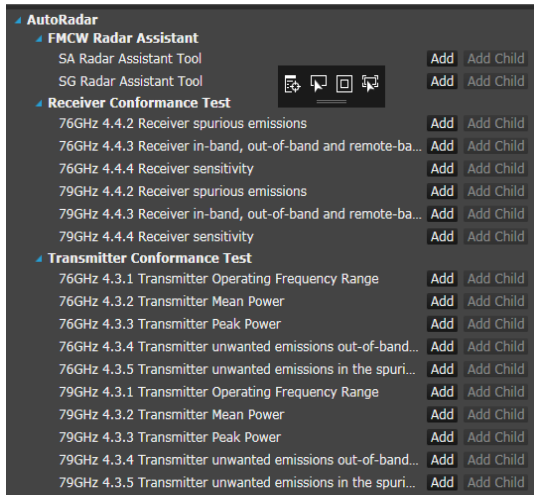 AutoRadar
FMCW Radar Assistant
SA Radar Assistant Tool Add Add Child
SG Radar Assistant Tool Add Add Child
Receiver Conformance Test
76GHz 4.4.2 Receiver spurious emissions Add Add Child
76GHz 4.4.3 Receiver in-band, out-of-band and remote-ba... Add Add Child
76GHz 4.4.4 Receiver sensitivity Add Add Child
79GHz 4.4.2 Receiver spurious emissions Add Add Child
79GHz 4.4.3 Receiver in-band, out-of-band and remote-ba... Add Add Child
79GHz 4.4.4 Receiver sensitivity Add Add Child
Transmitter Conformance Test
76GHz 4.3.1 Transmitter Operating Frequency Range Add Add Child
76GHz 4.3.2 Transmitter Mean Power Add Add Child
76GHz 4.3.3 Transmitter Peak Power Add Add Child
76GHz 4.3.4 Transmitter unwanted emissions out-of-band... Add Add Child
76GHz 4.3.5 Transmitter unwanted emissions in the spuri... Add Add Child
79GHz 4.3.1 Transmitter Operating Frequency Range Add Add Child
79GHz 4.3.2 Transmitter Mean Power Add Add Child
79GHz 4.3.3 Transmitter Peak Power Add Add Child
79GHz 4.3.4 Transmitter unwanted emissions out-of-band... Add Add Child
79GHz 4.3.5 Transmitter unwanted emissions in the spuri... Add Add Child